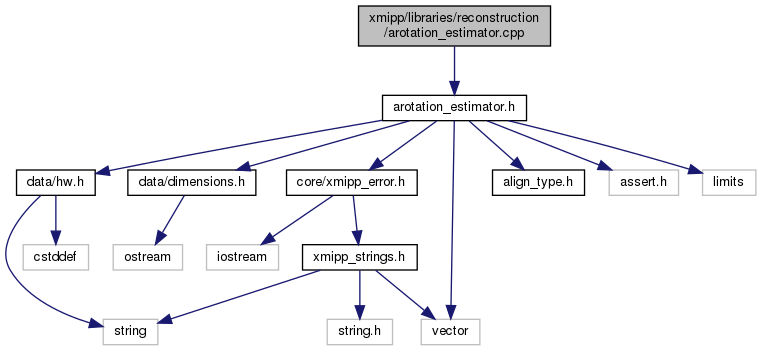 xmipp/libraries/reconstruction
/arotation_estimator.cpp
arotation_estimator.h
data/hw.h
data/dimensions.h
core/xmipp_error.h
align_type.h
assert.h
limits
cstddef
ostream
iostream
xmipp_strings.h
string
string.h
vector